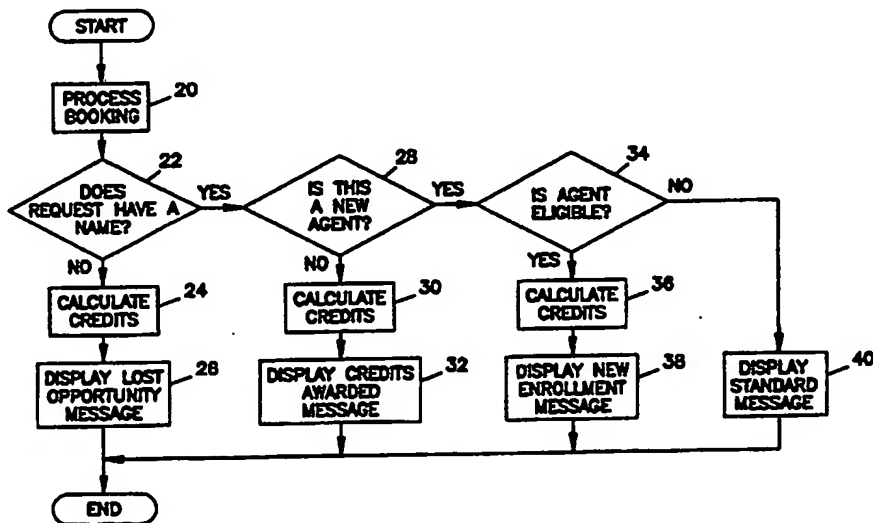 START
PROCESS
BOOKING
20
DOES
REQUEST HAVE A
NAME?
22
YES
NO
IS THIS
A NEW
AGENT?
28
YES
NO
IS AGENT
ELIGIBLE?
34
NO
YES
CALCULATE
CREDITS
24
CALCULATE
CREDITS
30
CALCULATE
CREDITS
36
DISPLAY LOST
OPPORTUNITY
MESSAGE
26
DISPLAY CREDITS
AWARDED
MESSAGE
32
DISPLAY NEW
ENROLLMENT
MESSAGE
38
DISPLAY
STANDARD
MESSAGE
40
END